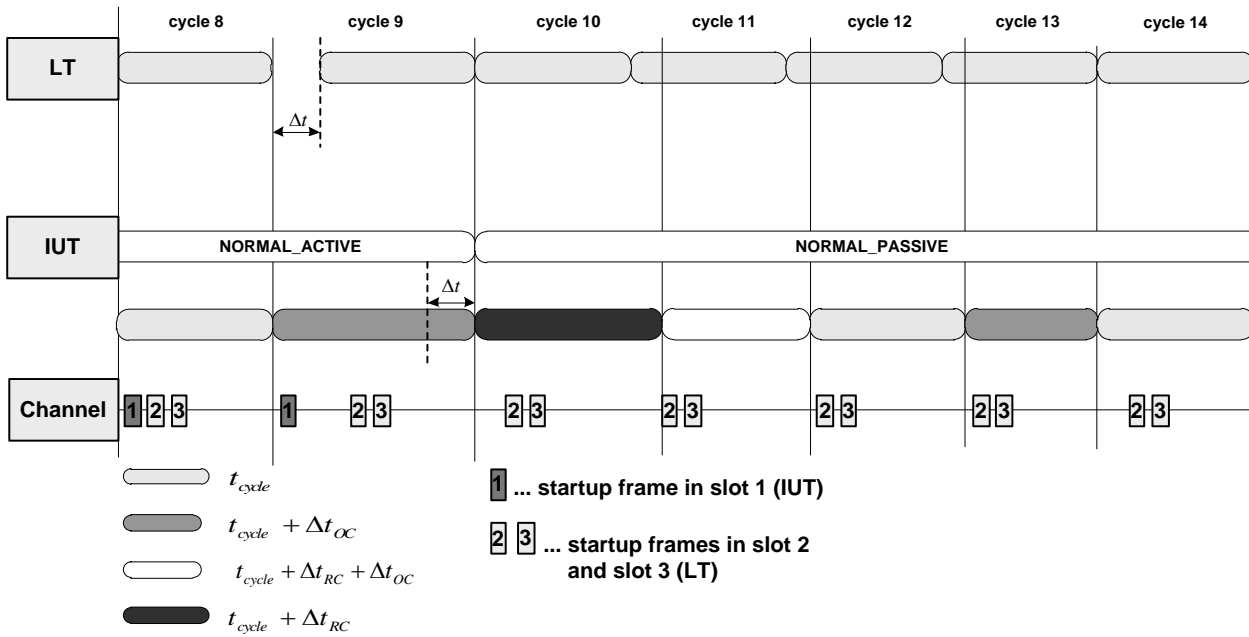 cycle 8 cycle 9 cycle 10 cycle 11 cycle 12 cycle 13 cycle 14
LT
Δt
IUT
NORMAL_ACTIVE NORMAL_PASSIVE
Δt
Channel
1 2 3 1 2 3 2 3 2 3 2 3 2 3 2 3
t_cycle
t_cycle + Δt_OC
t_cycle + Δt_RC + Δt_OC
t_cycle + Δt_RC
1 ... startup frame in slot 1 (IUT)
2 3 ... startup frames in slot 2
and slot 3 (LT)